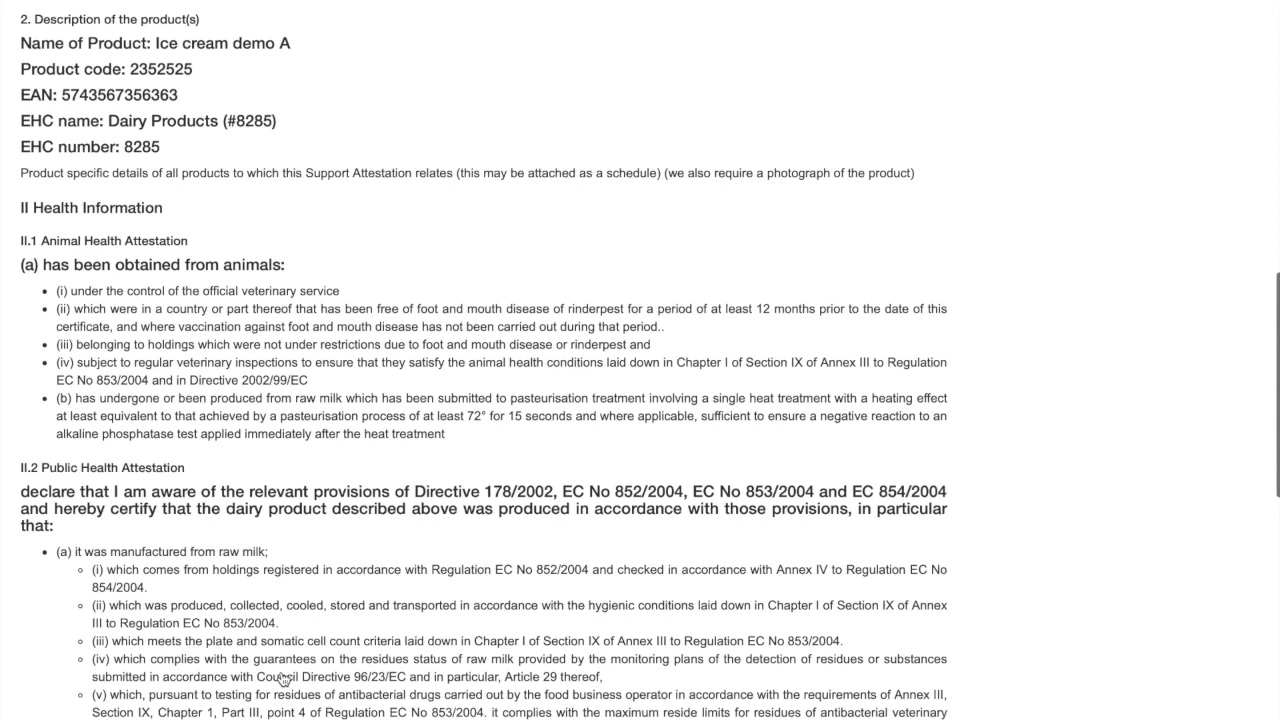 2. Description of the product(s)
Name of Product: Ice cream demo A
Product code: 2352525
EAN: 5743567356363
EHC name: Dairy Products (#8285)
EHC number: 8285
Product specific details of all products to which this Support Attestation relates (this may be attached as a schedule) (we also require a photograph of the product)
II Health Information
II.1 Animal Health Attestation
(a) has been obtained from animals:
• (i) under the control of the official veterinary service
• (ii) which were in a country or part thereof that has been free of foot and mouth disease of rinderpest for a period of at least 12 months prior to the date of this
certificate, and where vaccination against foot and mouth disease has not been carried out during that period..
• (iii) belonging to holdings which were not under restrictions due to foot and mouth disease or rinderpest and
• (iv) subject to regular veterinary inspections to ensure that they satisfy the animal health conditions laid down in Chapter I of Section IX of Annex III to Regulation
EC No 853/2004 and in Directive 2002/99/EC
• (b) has undergone or been produced from raw milk which has been submitted to pasteurisation treatment involving a single heat treatment with a heating effect
at least equivalent to that achieved by a pasteurisation process of at least 72° for 15 seconds and where applicable, sufficient to ensure a negative reaction to an
alkaline phosphatase test applied immediately after the heat treatment
II.2 Public Health Attestation
declare that I am aware of the relevant provisions of Directive 178/2002, EC No 852/2004, EC No 853/2004 and EC 854/2004
and hereby certify that the dairy product described above was produced in accordance with those provisions, in particular
that:
• (a) it was manufactured from raw milk;
◦ (i) which comes from holdings registered in accordance with Regulation EC No 852/2004 and checked in accordance with Annex IV to Regulation EC No
854/2004.
◦ (ii) which was produced, collected, cooled, stored and transported in accordance with the hygienic conditions laid down in Chapter I of Section IX of Annex
III to Regulation EC No 853/2004.
◦ (iii) which meets the plate and somatic cell count criteria laid down in Chapter I of Section IX of Annex III to Regulation EC No 853/2004.
◦ (iv) which complies with the guarantees on the residues status of raw milk provided by the monitoring plans of the detection of residues or substances
submitted in accordance with Council Directive 96/23/EC and in particular, Article 29 thereof,
◦ (v) which, pursuant to testing for residues of antibacterial drugs carried out by the food business operator in accordance with the requirements of Annex III,
Section IX, Chapter 1, Part III, point 4 of Regulation EC No 853/2004. it complies with the maximum reside limits for residues of antibacterial veterinary